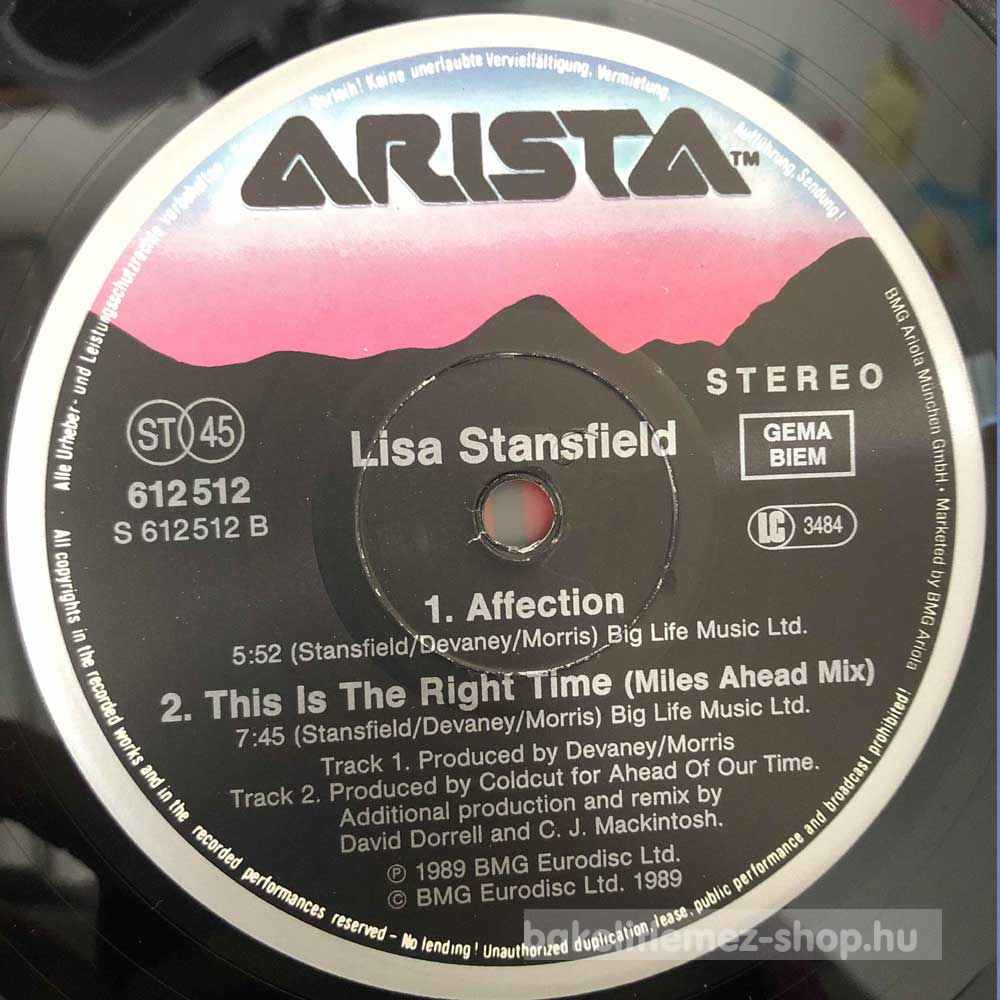 Alle Urheber- und Leistungsschutzrechte vorbehalten. Kein Verleih! Keine unerlaubte Vervielfältigung, Vermietung, Aufführung, Sendung!
ARISTA™
STEREO
ST 45
Lisa Stansfield
GEMA
BIEM
612 512
S 612 512 B
LC 3484
1. Affection
5:52 (Stansfield/Devaney/Morris) Big Life Music Ltd.
2. This Is The Right Time (Miles Ahead Mix)
7:45 (Stansfield/Devaney/Morris) Big Life Music Ltd.
Track 1. Produced by Devaney/Morris
Track 2. Produced by Coldcut for Ahead Of Our Time.
Additional production and remix by
David Dorrell and C. J. Mackintosh.
℗ 1989 BMG Eurodisc Ltd.
© BMG Eurodisc Ltd. 1989
BMG Ariola München GmbH · Marketed by BMG Ariola
All copyrights in the recorded works and in the recorded performances reserved – No lending! Unauthorized duplication, lease, public performance and broadcast prohibited!
bakelitlemez-shop.hu